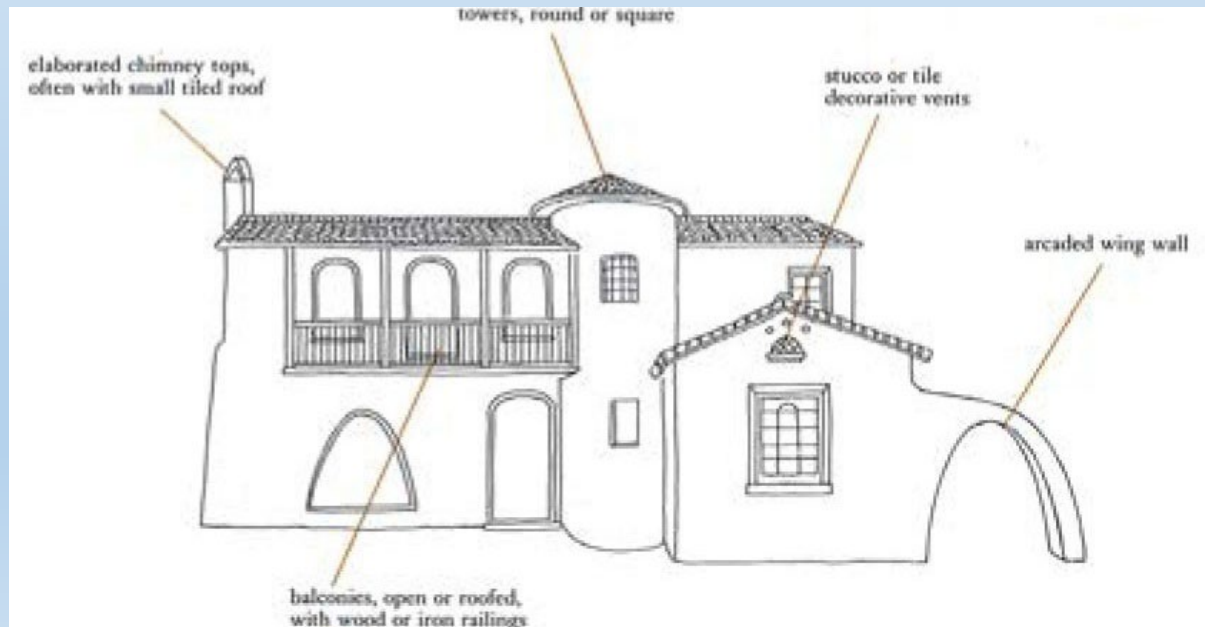 towers, round or square
elaborated chimney tops,
often with small tiled roof
stucco or tile
decorative vents
arcaded wing wall
balconies, open or roofed,
with wood or iron railings